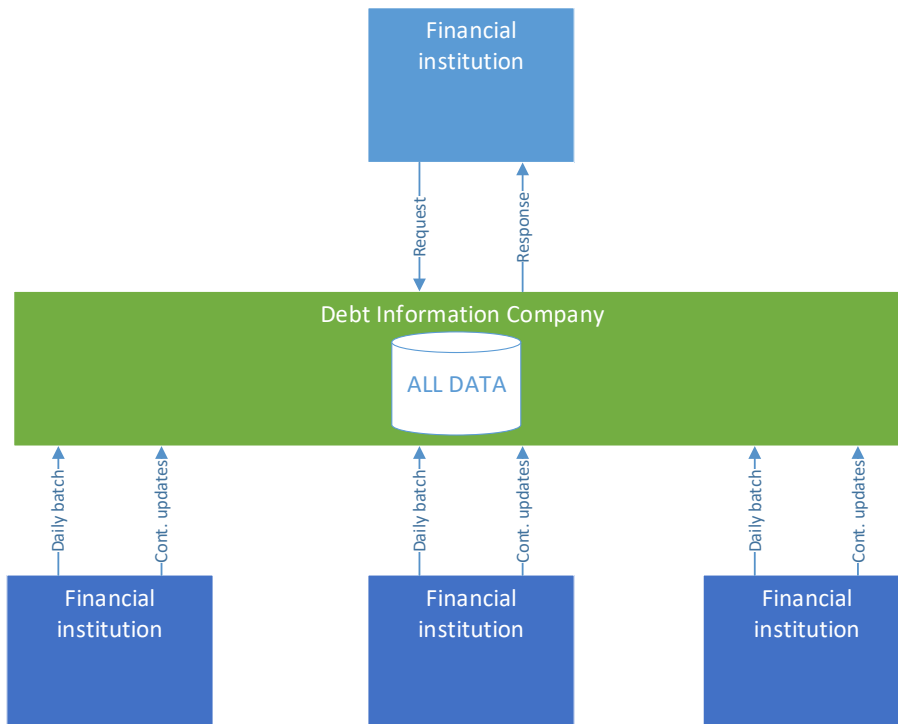 Financial
institution
Request
Response
Debt Information Company
ALL DATA
Daily batch
Cont. updates
Daily batch
Cont. updates
Daily batch
Cont. updates
Financial
institution
Financial
institution
Financial
institution